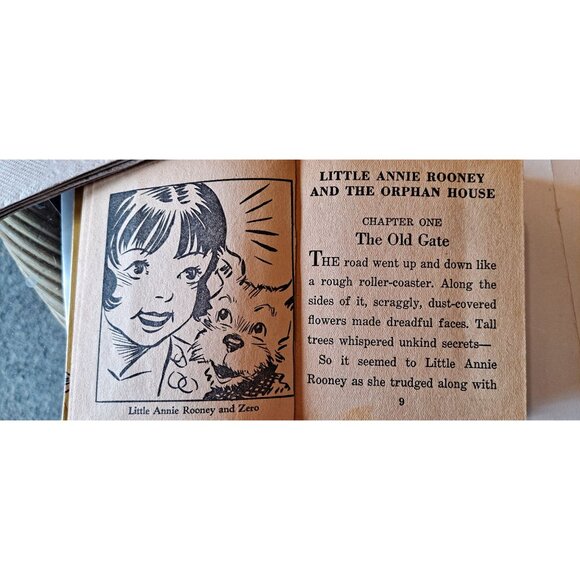 Little Annie Rooney and Zero
LITTLE ANNIE ROONEY
AND THE ORPHAN HOUSE
CHAPTER ONE
The Old Gate
THE road went up and down like
a rough roller-coaster. Along the
sides of it, scraggly, dust-covered
flowers made dreadful faces. Tall
trees whispered unkind secrets—
So it seemed to Little Annie
Rooney as she trudged along with
9